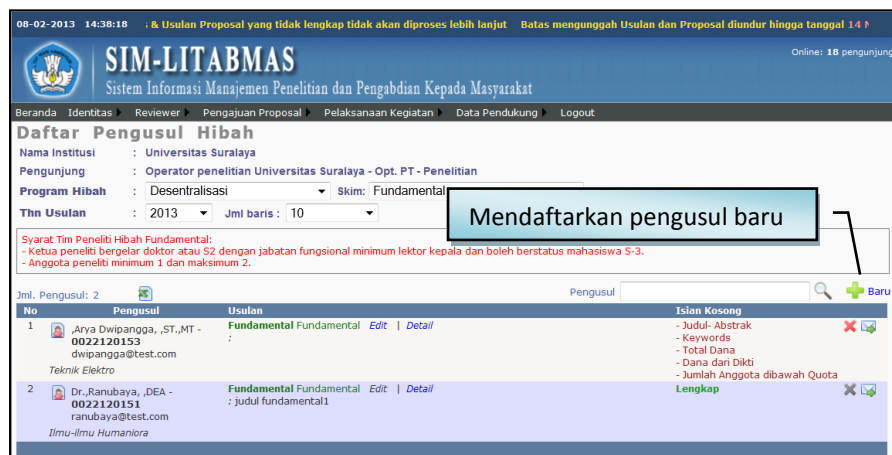 08-02-2013 14:38:18 & Usulan Proposal yang tidak lengkap tidak akan diproses lebih lanjut Batas mengunggah Usulan dan Proposal diundur hingga tanggal 14
Online: 18 pengunjung
SIM-LITABMAS
Sistem Informasi Manajemen Penelitian dan Pengabdian Kepada Masyarakat
Beranda Identitas Reviewer Pengajuan Proposal Pelaksanaan Kegiatan Data Pendukung Logout
Daftar Pengusul Hibah
Nama Institusi : Universitas Suralaya
Pengunjung : Operator penelitian Universitas Suralaya - Opt. PT - Penelitian
Program Hibah : Desentralisasi Skim: Fundamental
Thn Usulan : 2013 Jml baris : 10
Mendaftarkan pengusul baru
Syarat Tim Peneliti Hibah Fundamental:
- Ketua peneliti bergelar doktor atau S2 dengan jabatan fungsional minimum lektor kepala dan boleh berstatus mahasiswa S-3.
- Anggota peneliti minimum 1 dan maksimum 2.
Jml. Pengusul: 2 Pengusul Baru
No Pengusul Usulan Isian Kosong
1 ,Arya Dwipangga, ,ST.,MT - Fundamental Fundamental Edit | Detail - Judul- Abstrak
0022120153 : - Keywords
dwipangga@test.com - Total Dana
- Dana dari Dikti
Teknik Elektro - Jumlah Anggota dibawah Quota
2 Dr.,Ranubaya, ,DEA - Fundamental Fundamental Edit | Detail Lengkap
0022120151 : judul fundamental1
ranubaya@test.com
Ilmu-ilmu Humaniora